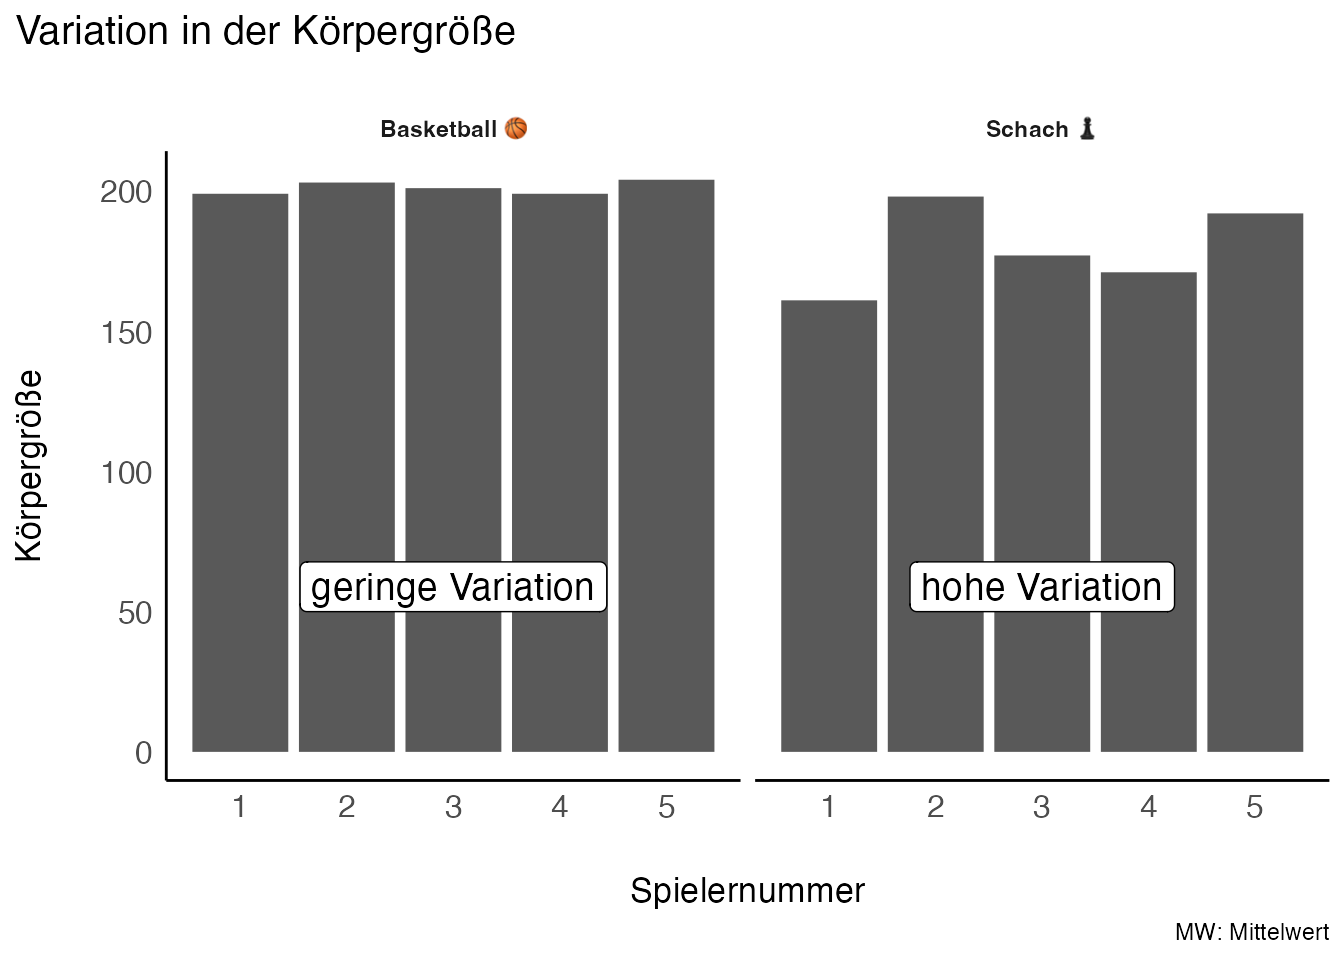 Variation in der Körpergröße
Basketball 🏀
Schach ♟
Körpergröße
200
150
100
50
0
geringe Variation
hohe Variation
1 2 3 4 5
1 2 3 4 5
Spielernummer
MW: Mittelwert